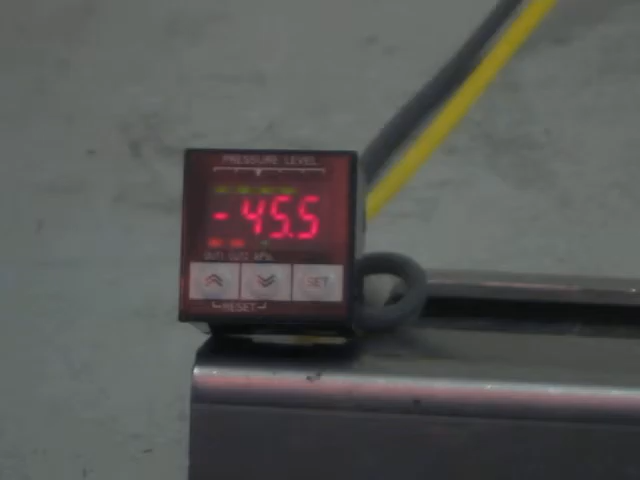 PRESSURE LEVEL
-45.5
OUT1 OUT2 kPa
SET
RESET